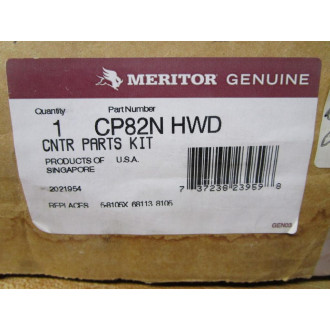 MERITOR GENUINE
Quantity Part Number
1 CP82N HWD
CNTR PARTS KIT
PRODUCTS OF U.S.A.
SINGAPORE
7 37238 23959 8
2021954
REPLACES 5-8105X 68113 8105